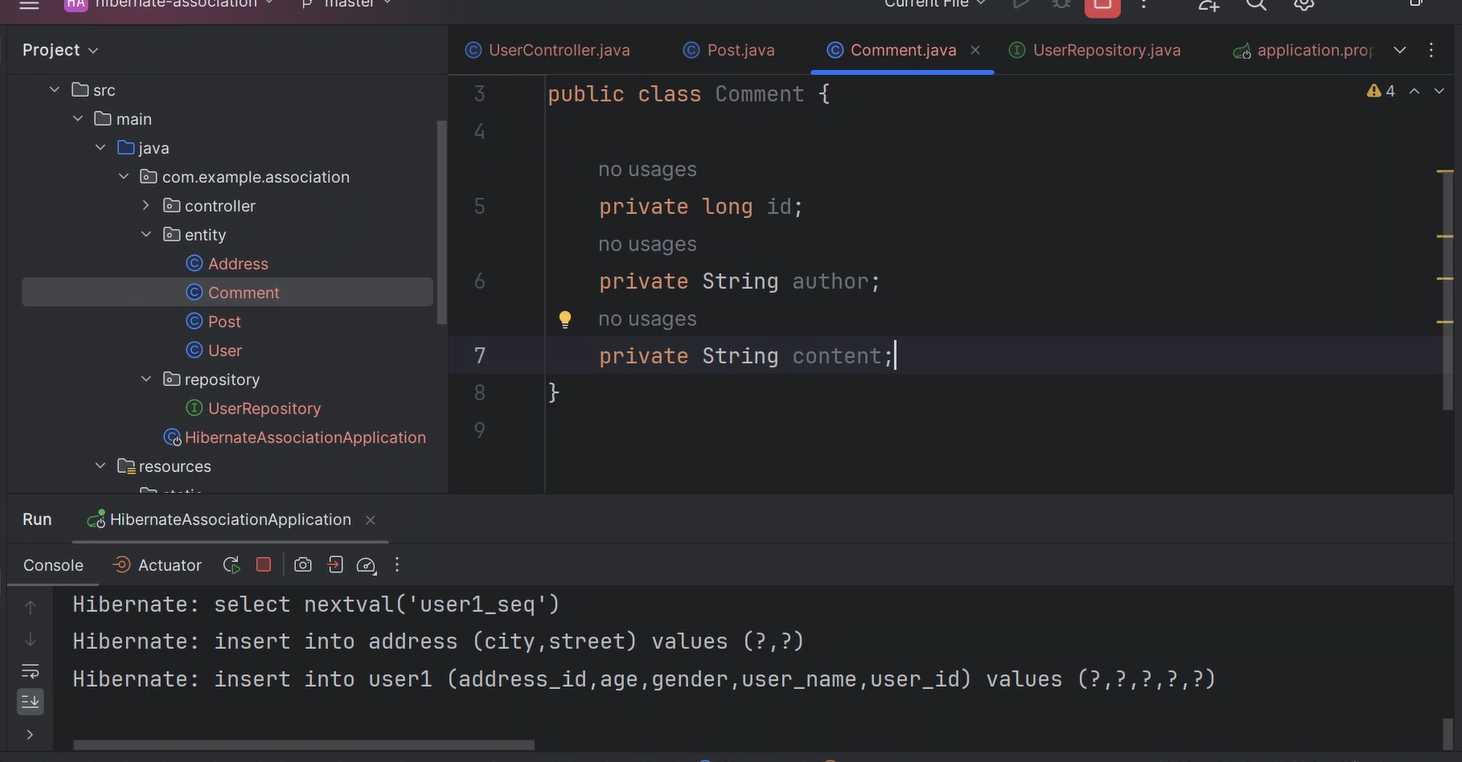 HA hibernate-association master Current File
Project
UserController.java Post.java Comment.java UserRepository.java application.prop
src
main
java
com.example.association
controller
entity
Address
Comment
Post
User
repository
UserRepository
HibernateAssociationApplication
resources
static
3 public class Comment { 4
4
no usages
5 private long id;
no usages
6 private String author;
no usages
7 private String content;
8 }
9
Run HibernateAssociationApplication
Console Actuator
Hibernate: select nextval('user1_seq')
Hibernate: insert into address (city,street) values (?,?)
Hibernate: insert into user1 (address_id,age,gender,user_name,user_id) values (?,?,?,?,?)